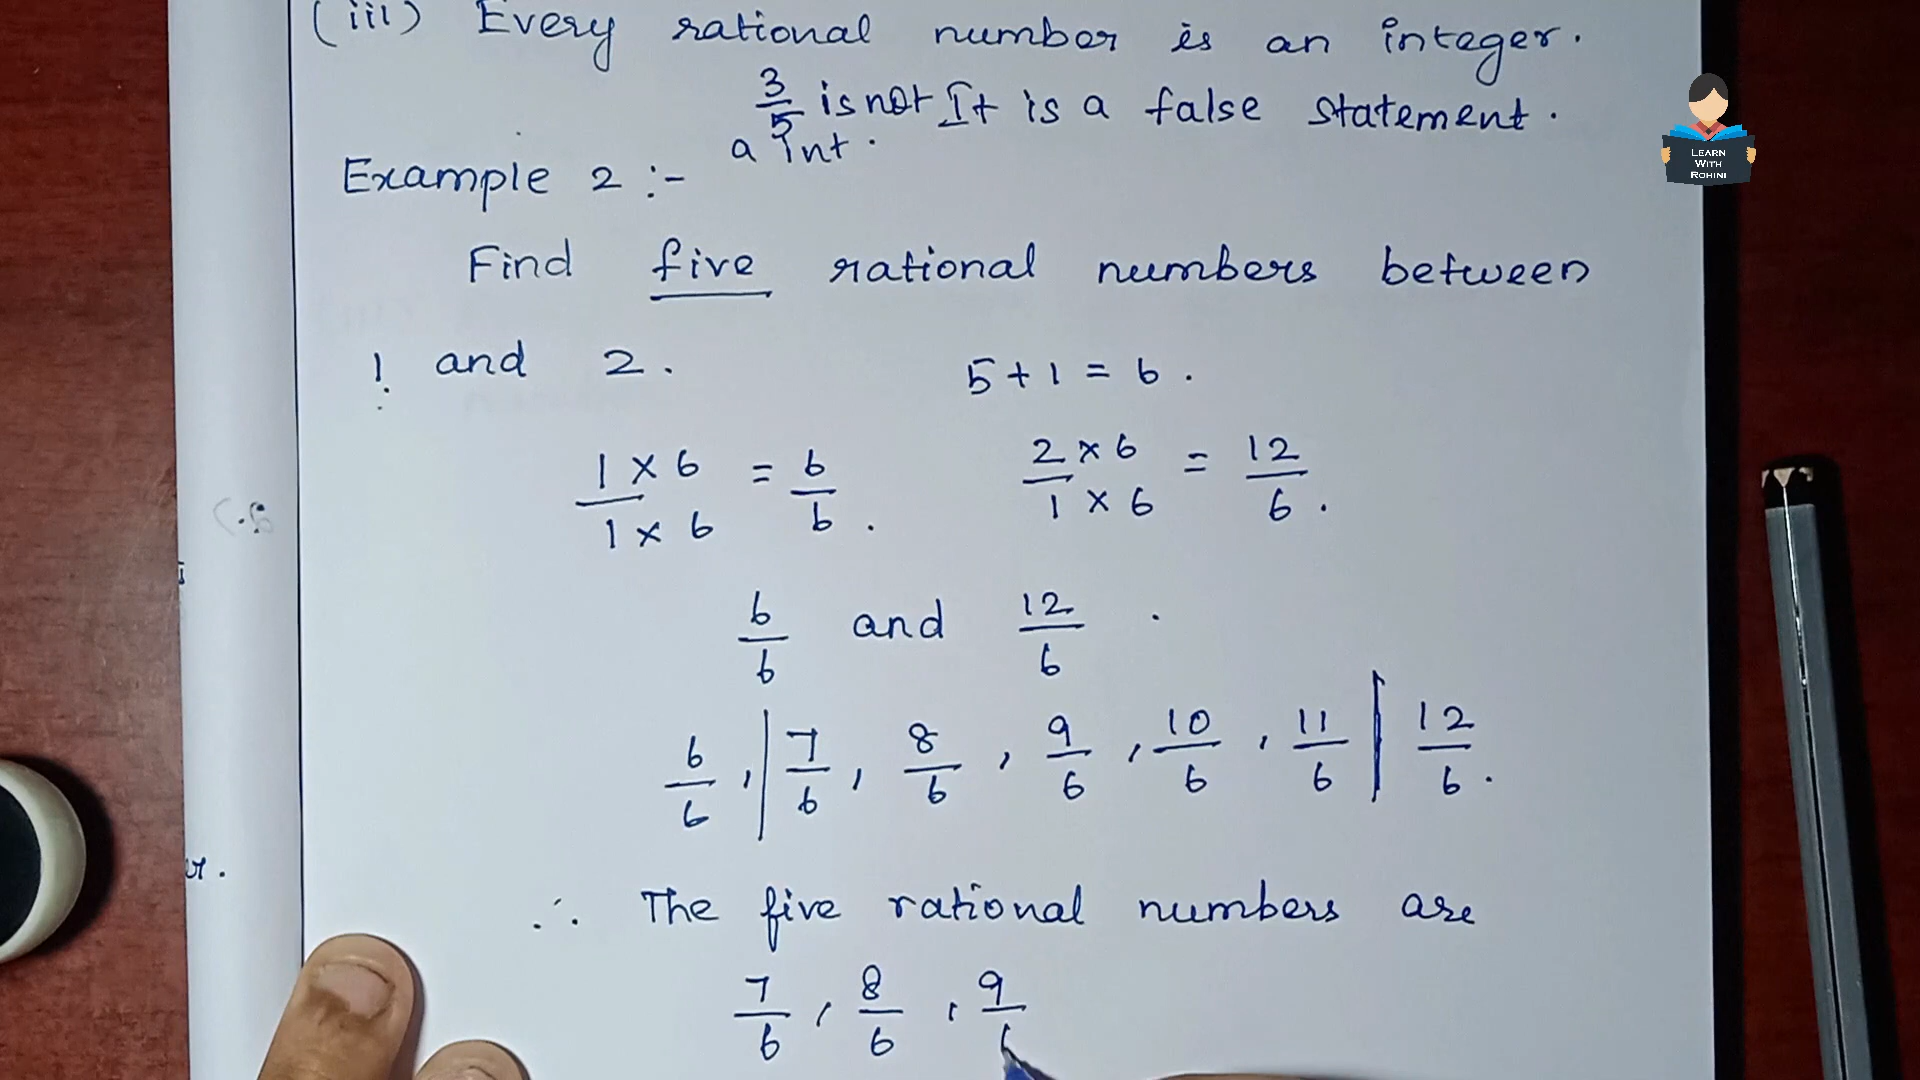 (iii) Every rational number is an integer.
3/5 is not It is a false statement.
a int.
LEARN
WITH
ROHINI
Example 2 :-
Find five rational numbers between
1 and 2.
5 + 1 = 6.
1 × 6 / 1 × 6 = 6/6.
2 × 6 / 1 × 6 = 12/6.
6/6 and 12/6.
6/6, | 7/6, 8/6, 9/6, 10/6, 11/6 | 12/6.
∴ The five rational numbers are
7/6, 8/6, 9/6